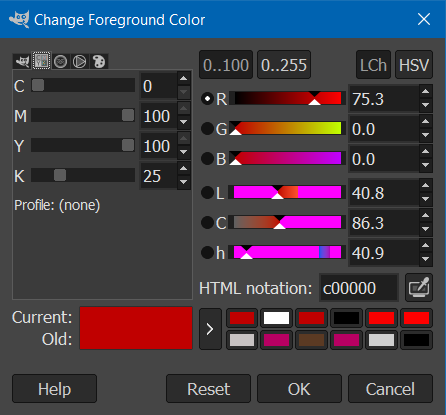 Change Foreground Color
0..100 0..255 LCh HSV
C 0
M 100
Y 100
K 25
Profile: (none)
R 75.3
G 0.0
B 0.0
L 40.8
C 86.3
h 40.9
HTML notation: c00000
Current:
Old:
Help Reset OK Cancel